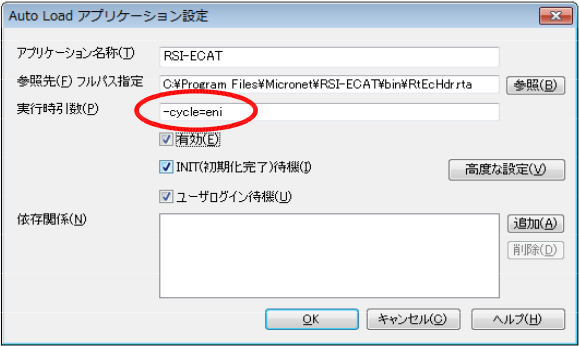 Auto Load アプリケーション設定
アプリケーション名称(T) RSI-ECAT
参照先(F) フルパス指定 C:¥Program Files¥Micronet¥RSI-ECAT¥bin¥RtEcHdr.rta 参照(B)
実行時引数(P) -cycle=eni
有効(E)
INIT(初期化完了)待機(I) 高度な設定(V)
ユーザログイン待機(U)
依存関係(N) 追加(A)
削除(D)
OK キャンセル(C) ヘルプ(H)